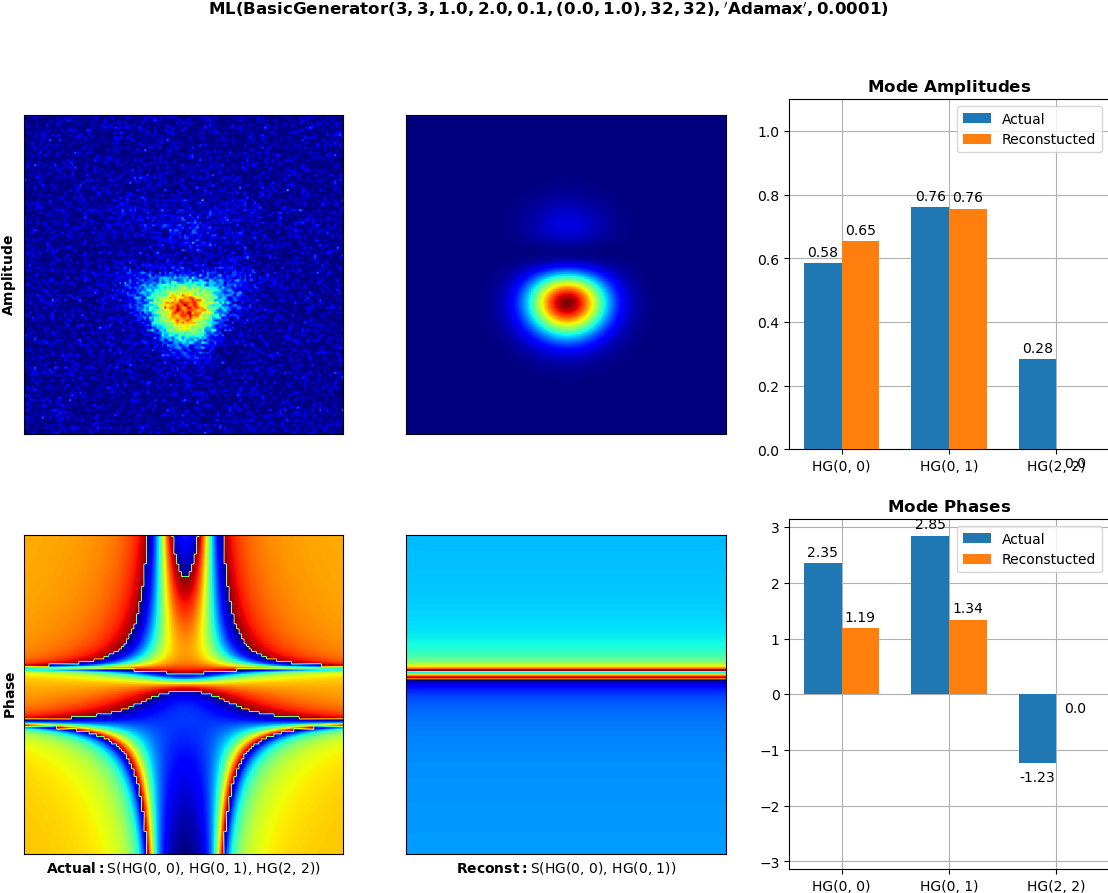 ML(BasicGenerator(3, 3, 1.0, 2.0, 0.1, (0.0, 1.0), 32, 32), ′Adamax′, 0.0001)
Amplitude
Mode Amplitudes
Actual
Reconstucted
1.0
0.8
0.6
0.4
0.2
0.0
0.58
0.65
0.76
0.76
0.28
0.0
HG(0, 0)
HG(0, 1)
HG(2, 2)
Phase
Actual: S(HG(0, 0), HG(0, 1), HG(2, 2))
Reconst: S(HG(0, 0), HG(0, 1))
Mode Phases
Actual
Reconstucted
3
2
1
0
−1
−2
−3
2.35
1.19
2.85
1.34
-1.23
0.0
HG(0, 0)
HG(0, 1)
HG(2, 2)